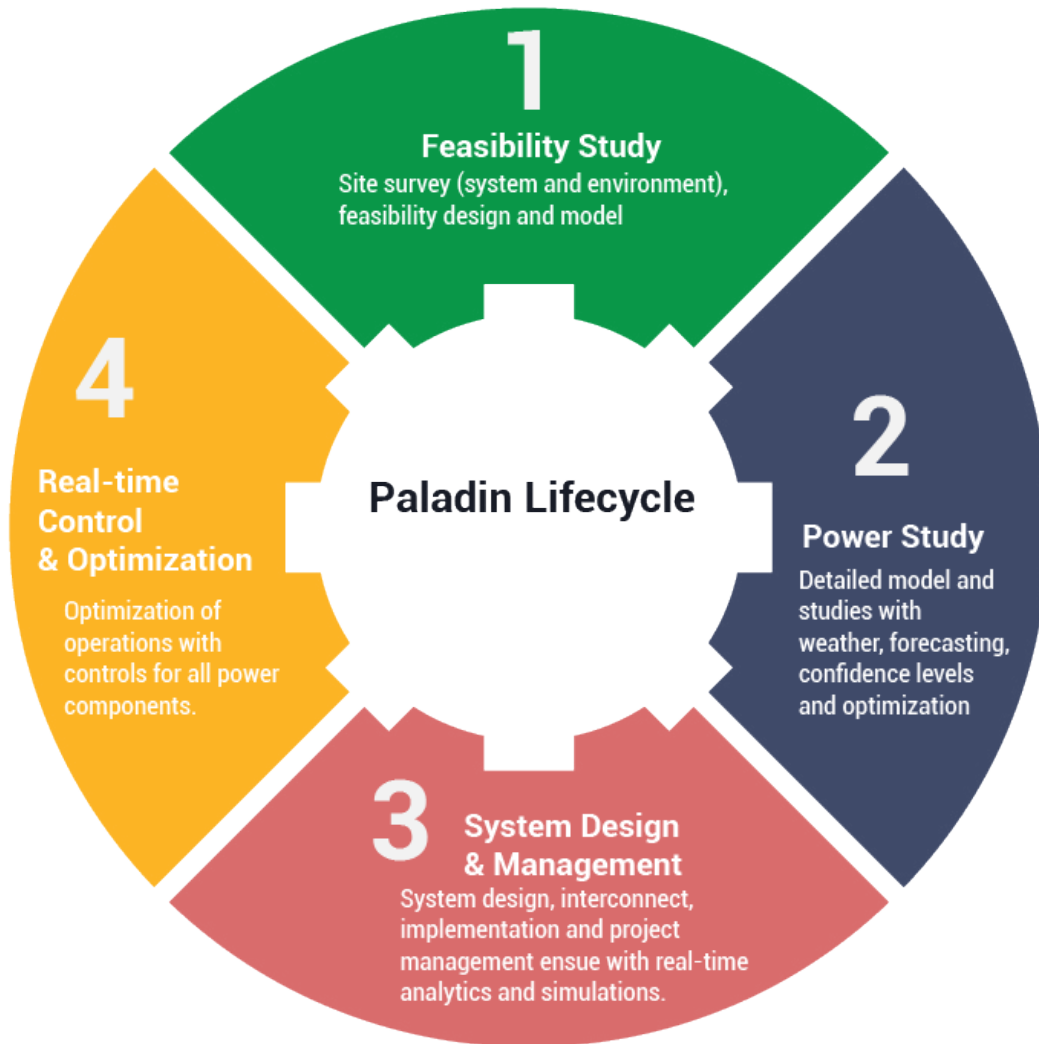 1
Feasibility Study
Site survey (system and environment),
feasibility design and model
2
Power Study
Detailed model and
studies with
weather, forecasting,
confidence levels
and optimization
3
System Design
& Management
System design, interconnect,
implementation and project
management ensue with real-time
analytics and simulations.
4
Real-time
Control
& Optimization
Optimization of
operations with
controls for all power
components.
Paladin Lifecycle